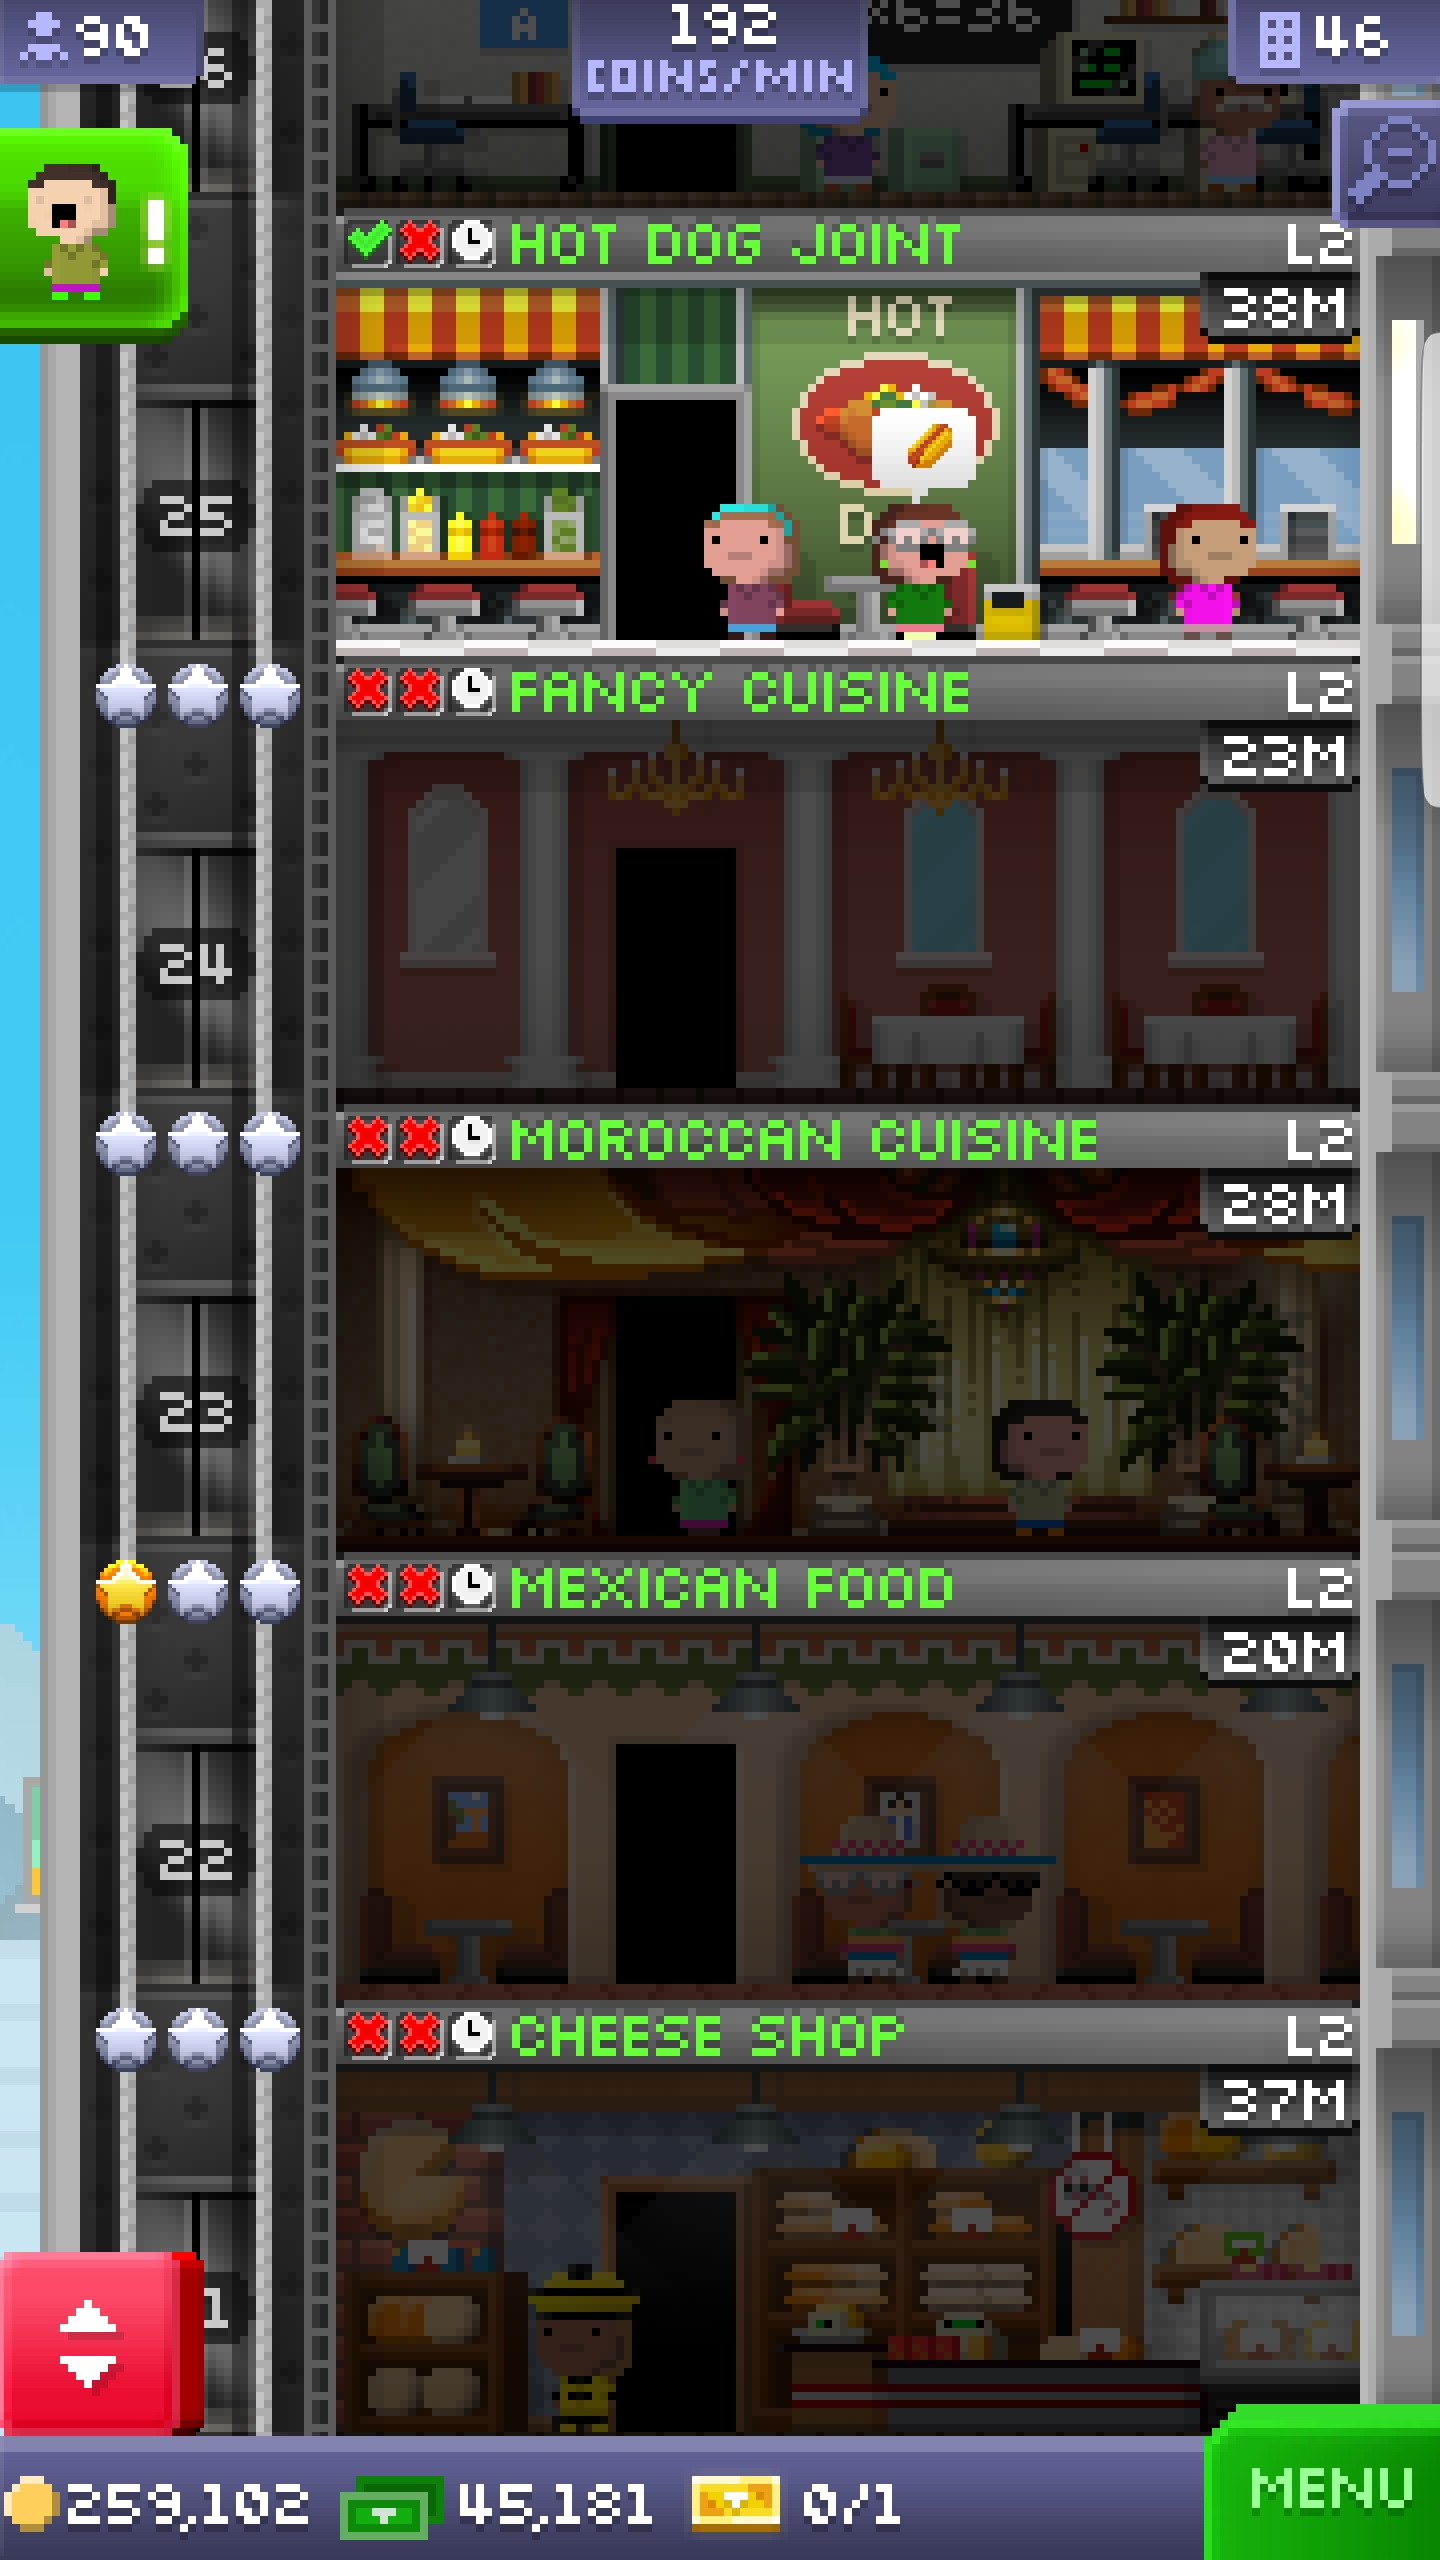 90
192
COINS/MIN
46
A
x6=36
HOT DOG JOINT
L2
38M
HOT
D
25
FANCY CUISINE
L2
23M
24
MOROCCAN CUISINE
L2
28M
23
MEXICAN FOOD
L2
20M
22
CHEESE SHOP
L2
37M
259,102
45,181
0/1
MENU